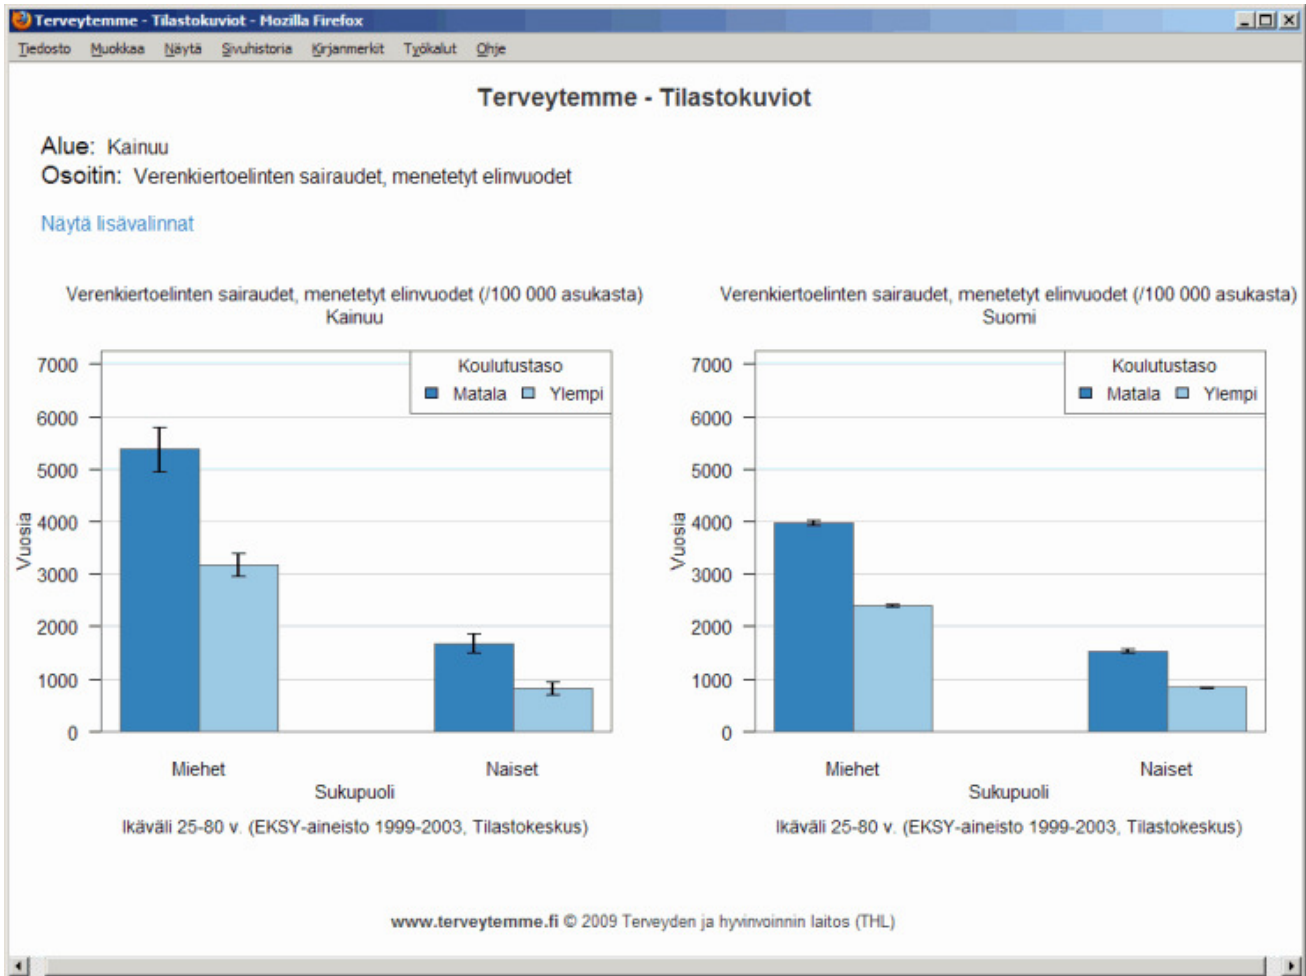 Terveytemme - Tilastokuviot - Mozilla Firefox
Tiedosto Muokkaa Näytä Sivuhistoria Kirjanmerkit Työkalut Ohje
Terveytemme - Tilastokuviot
Alue: Kainuu
Osoitin: Verenkiertoelinten sairaudet, menetetyt elinvuodet
Näytä lisävalinnat
Verenkiertoelinten sairaudet, menetetyt elinvuodet (/100 000 asukasta)
Kainuu
Koulutustaso
Matala Ylempi
7000
6000
5000
4000
3000
2000
1000
0
Vuosia
Miehet Naiset
Sukupuoli
Ikäväli 25-80 v. (EKSY-aineisto 1999-2003, Tilastokeskus)
Verenkiertoelinten sairaudet, menetetyt elinvuodet (/100 000 asukasta)
Suomi
Koulutustaso
Matala Ylempi
7000
6000
5000
4000
3000
2000
1000
0
Vuosia
Miehet Naiset
Sukupuoli
Ikäväli 25-80 v. (EKSY-aineisto 1999-2003, Tilastokeskus)
www.terveytemme.fi © 2009 Terveyden ja hyvinvoinnin laitos (THL)